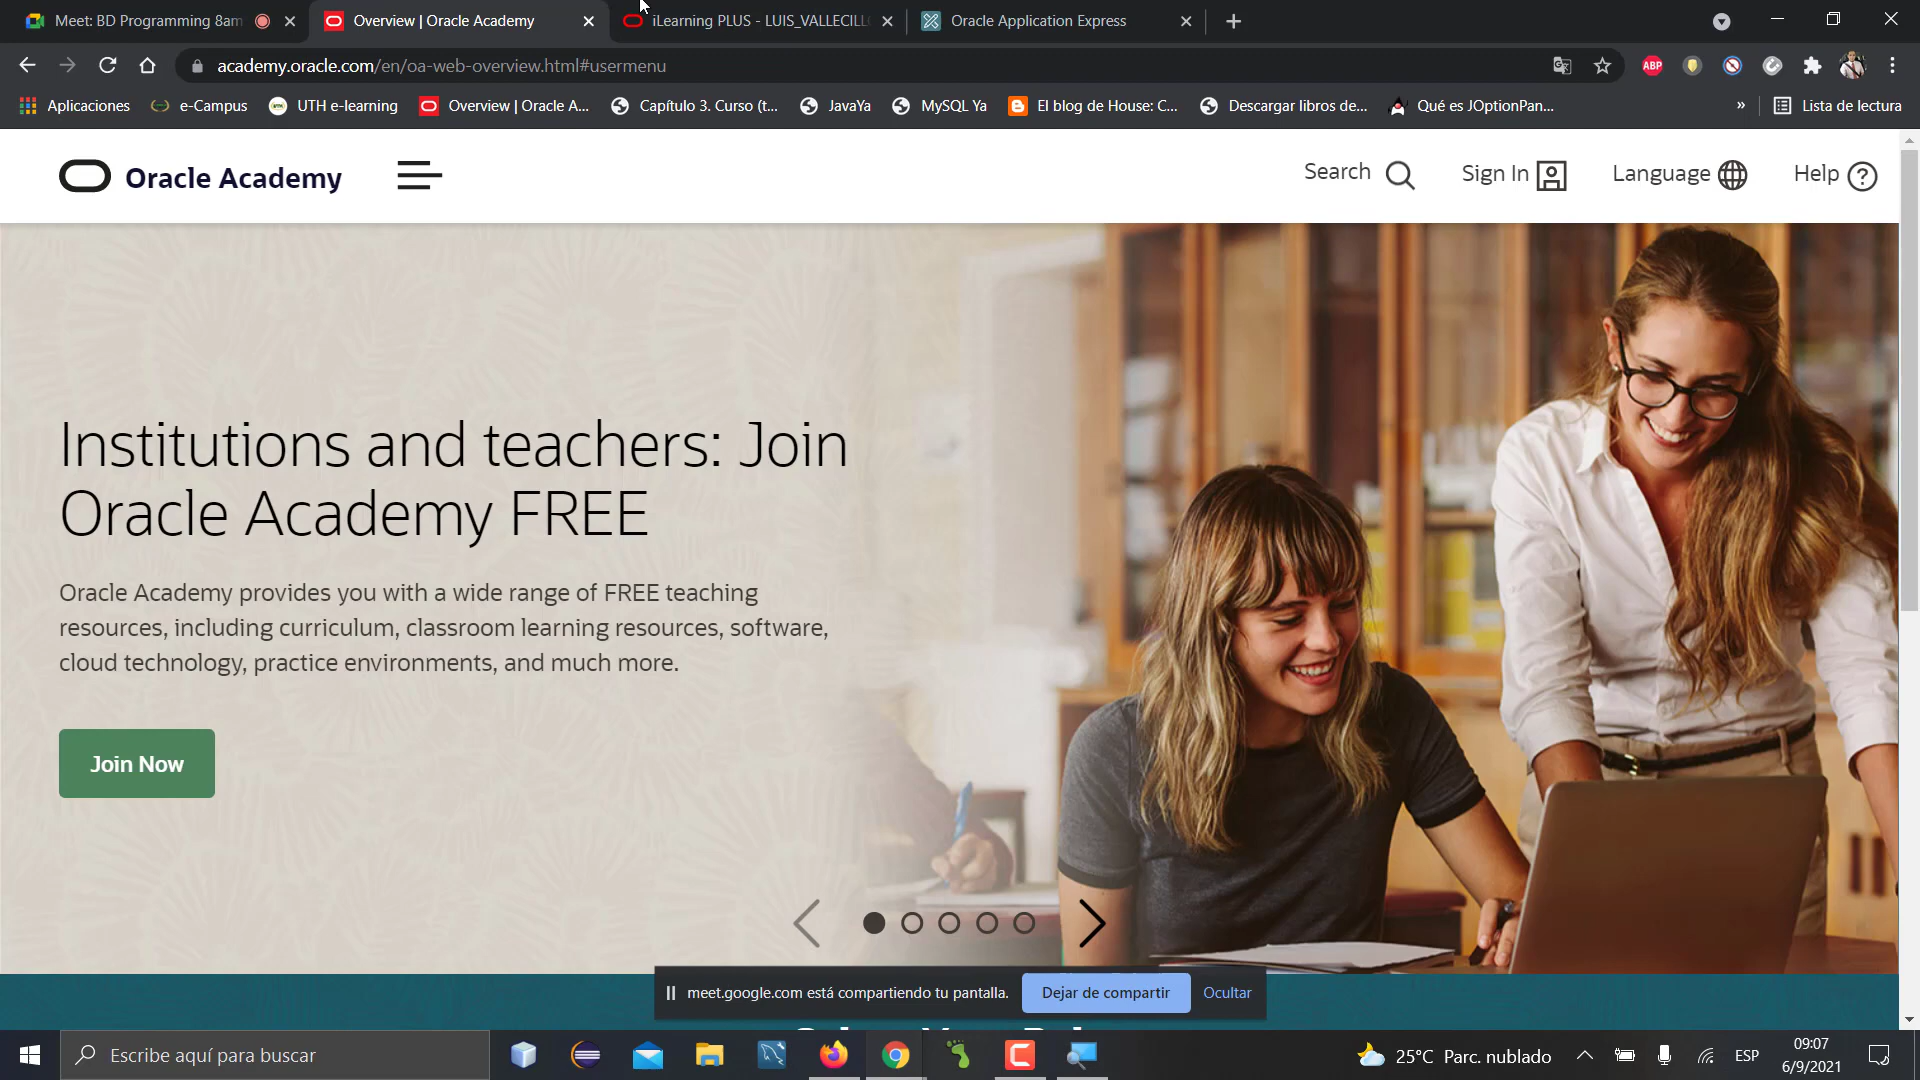 Meet: BD Programming 8am
Overview | Oracle Academy
iLearning PLUS - LUIS_VALLECILL
Oracle Application Express
academy.oracle.com/en/oa-web-overview.html#usermenu
ABP
Aplicaciones
e-Campus
UTH e-learning
Overview | Oracle A...
Capítulo 3. Curso (t...
JavaYa
MySQL Ya
El blog de House: C...
Descargar libros de...
Qué es JOptionPan...
»
Lista de lectura
Oracle Academy
Search
Sign In
Language
Help
Institutions and teachers: Join
Oracle Academy FREE
Oracle Academy provides you with a wide range of FREE teaching
resources, including curriculum, classroom learning resources, software,
cloud technology, practice environments, and much more.
Join Now
meet.google.com está compartiendo tu pantalla.
Dejar de compartir
Ocultar
Escribe aquí para buscar
25°C Parc. nublado
ESP
09:07
6/9/2021